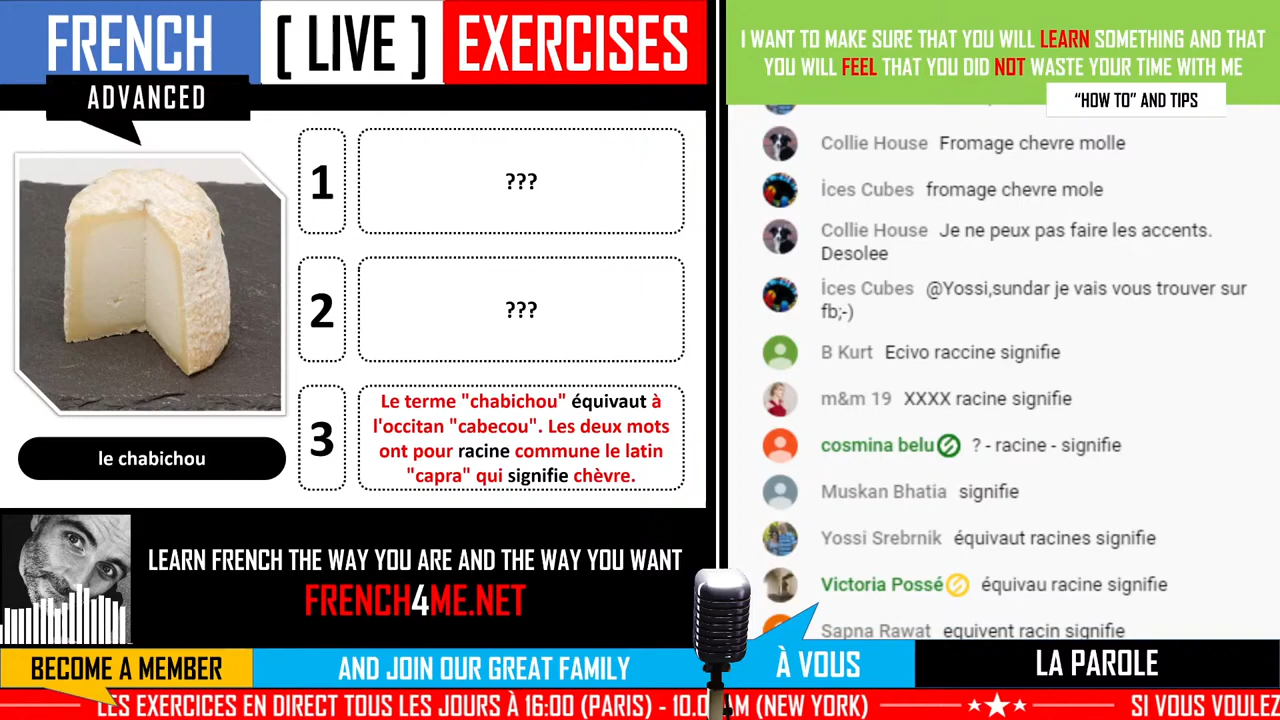 FRENCH [ LIVE ] EXERCISES
ADVANCED
1
???
2
???
3
Le terme "chabichou" équivaut à
l'occitan "cabecou". Les deux mots
ont pour racine commune le latin
"capra" qui signifie chèvre.
le chabichou
LEARN FRENCH THE WAY YOU ARE AND THE WAY YOU WANT
FRENCH4ME.NET
I WANT TO MAKE SURE THAT YOU WILL LEARN SOMETHING AND THAT
YOU WILL FEEL THAT YOU DID NOT WASTE YOUR TIME WITH ME
“HOW TO” AND TIPS
Collie House Fromage chevre molle
İces Cubes fromage chevre mole
Collie House Je ne peux pas faire les accents.
Desolee
İces Cubes @Yossi,sundar je vais vous trouver sur
fb;-)
B Kurt Ecivo raccine signifie
m&m 19 XXXX racine signifie
cosmina belu ? - racine - signifie
Muskan Bhatia signifie
Yossi Srebrnik équivaut racines signifie
Victoria Possé équivau racine signifie
Sapna Rawat equivent racin signifie
BECOME A MEMBER AND JOIN OUR GREAT FAMILY
À VOUS LA PAROLE
LES EXERCICES EN DIRECT TOUS LES JOURS À 16:00 (PARIS) - 10.0 AM (NEW YORK) SI VOUS VOULEZ